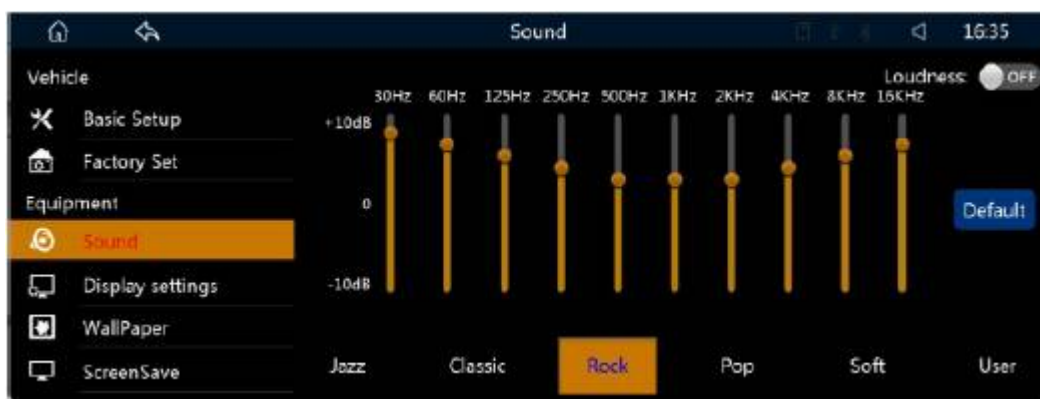 Sound 16:35
Vehicle
Basic Setup
Factory Set
Equipment
Sound
Display settings
WallPaper
ScreenSave
Loudness: OFF
30Hz 60Hz 125Hz 250Hz 500Hz 1KHz 2KHz 4KHz 8KHz 16KHz
+10dB
0
-10dB
Default
Jazz Classic Rock Pop Soft User